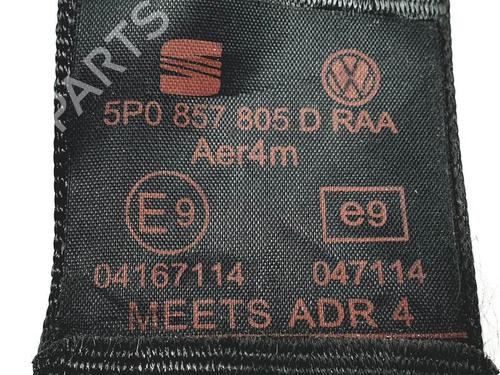 PARTS
5P0 857 805 D RAA
Aer4m
E9 e9
04167114 047114
MEETS ADR 4